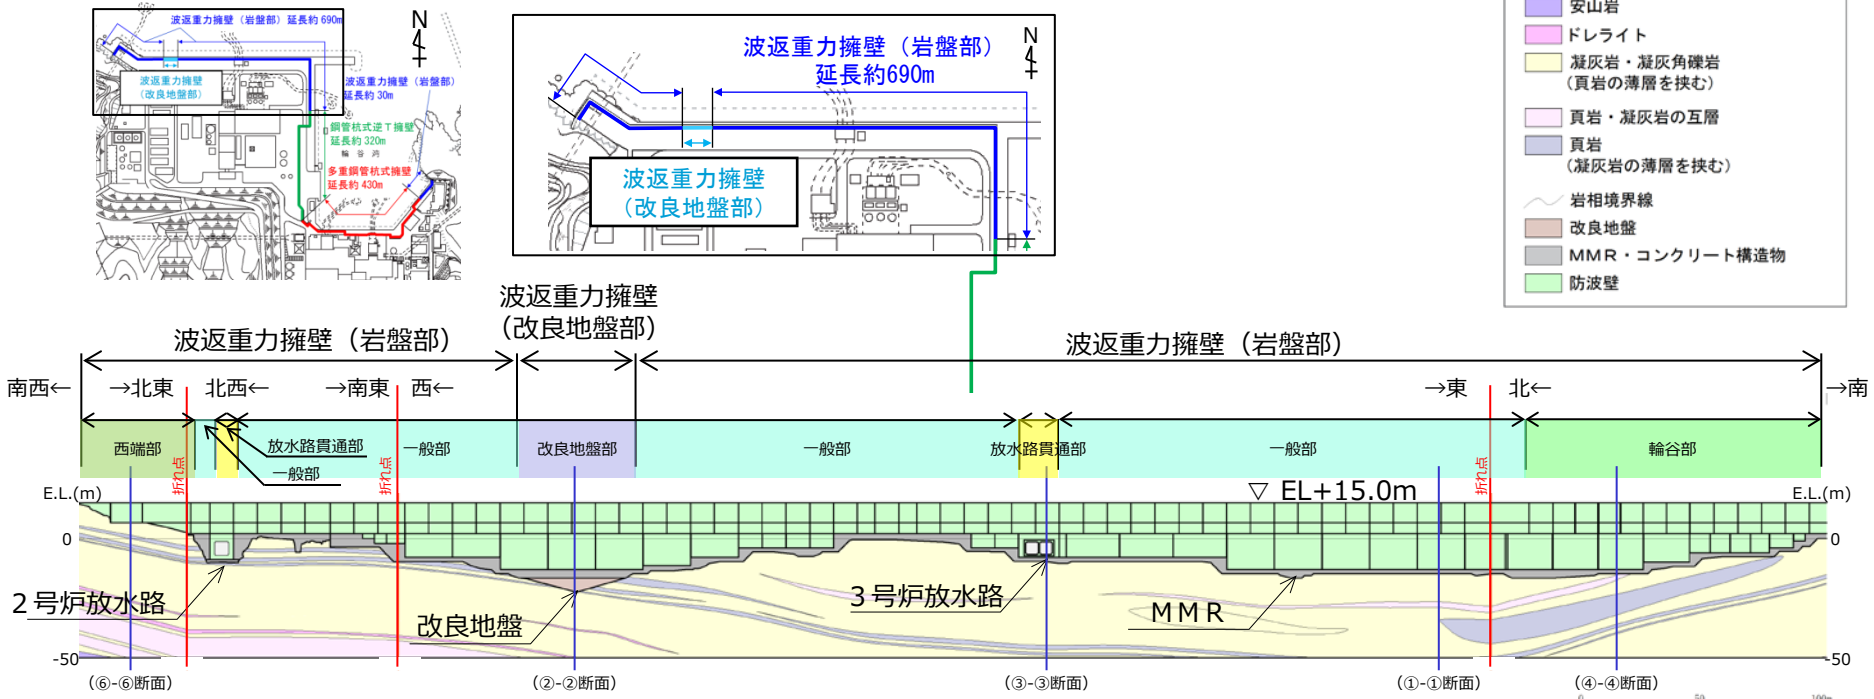 波返重力擁壁（岩盤部）延長約690m
N
波返重力擁壁
（改良地盤部）
波返重力擁壁（岩盤部）
延長約30m
鋼管杭式逆T擁壁
延長約320m
輪谷湾
多重鋼管杭式擁壁
延長約430m
波返重力擁壁（岩盤部）
延長約690m
N
波返重力擁壁
（改良地盤部）
安山岩
ドレライト
凝灰岩・凝灰角礫岩
（頁岩の薄層を挟む）
頁岩・凝灰岩の互層
頁岩
（凝灰岩の薄層を挟む）
岩相境界線
改良地盤
MMR・コンクリート構造物
防波壁
波返重力擁壁（岩盤部）
波返重力擁壁
（改良地盤部）
波返重力擁壁（岩盤部）
南西← →北東 北西← →南東 西← →東 北← →南
西端部 放水路貫通部 一般部 改良地盤部 一般部 放水路貫通部 一般部 輪谷部
一般部
折れ点 折れ点 折れ点
E.L.(m) ▽ EL+15.0m E.L.(m)
0 0
2号炉放水路 改良地盤 3号炉放水路 MMR
-50 -50
（⑥-⑥断面） （②-②断面） （③-③断面） （①-①断面） （④-④断面）
0 50 100m